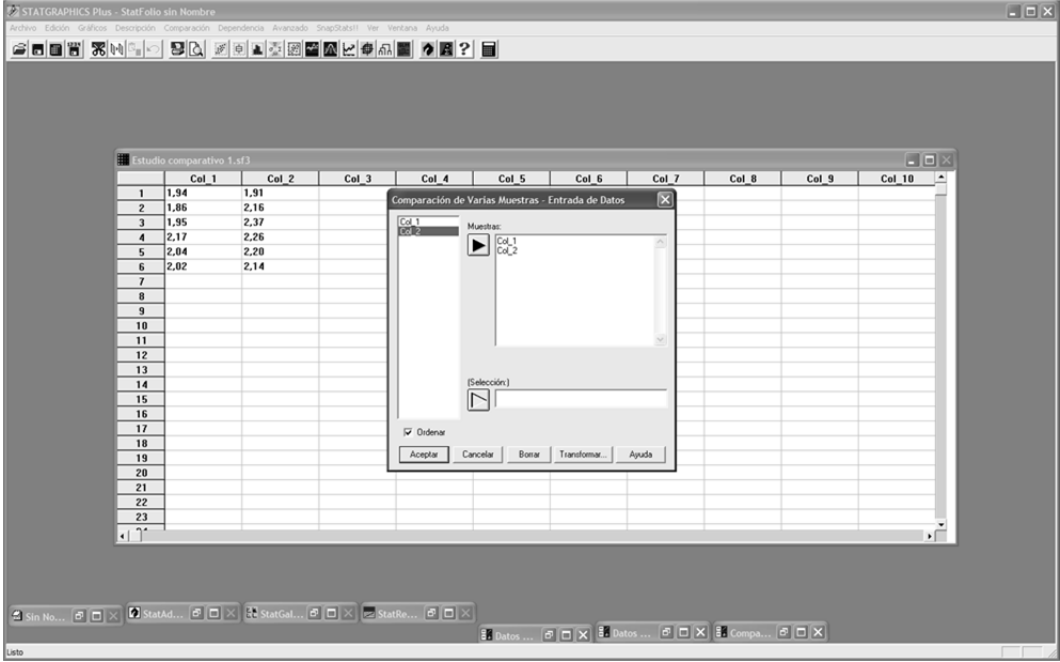 STATGRAPHICS Plus - StatFolio sin Nombre
Archivo Edición Gráficos Descripción Comparación Dependencia Avanzado SnapStats!! Ver Ventana Ayuda
Estudio comparativo 1.sf3
Col_1 Col_2 Col_3 Col_4 Col_5 Col_6 Col_7 Col_8 Col_9 Col_10
1 1,94 1,91
2 1,86 2,16
3 1,95 2,37
4 2,17 2,26
5 2,04 2,20
6 2,02 2,14
7
8
9
10
11
12
13
14
15
16
17
18
19
20
21
22
23
Comparación de Varias Muestras - Entrada de Datos
Col_1
Col_2
Muestras:
Col_1
Col_2
(Selección:)
Ordenar
Aceptar Cancelar Borrar Transformar... Ayuda
Sin No... StatAd... StatGal... StatRe...
Datos ... Datos ... Compa...
Listo